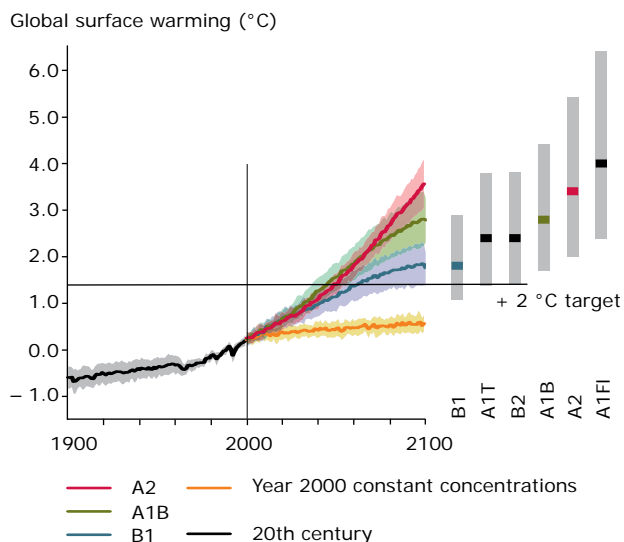 Global surface warming (°C)
6.0
5.0
4.0
3.0
2.0
1.0
0.0
– 1.0
+ 2 °C target
B1
A1T
B2
A1B
A2
A1FI
1900
2000
2100
A2
Year 2000 constant concentrations
A1B
B1
20th century